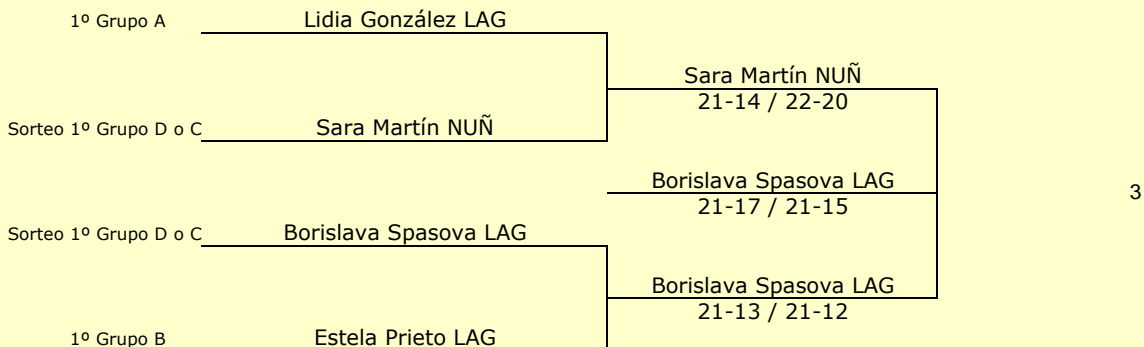 1º Grupo A Lidia González LAG
Sara Martín NUÑ
21-14 / 22-20
Sorteo 1º Grupo D o C Sara Martín NUÑ
Borislava Spasova LAG 3
21-17 / 21-15
Sorteo 1º Grupo D o C Borislava Spasova LAG
Borislava Spasova LAG
21-13 / 21-12
1º Grupo B Estela Prieto LAG